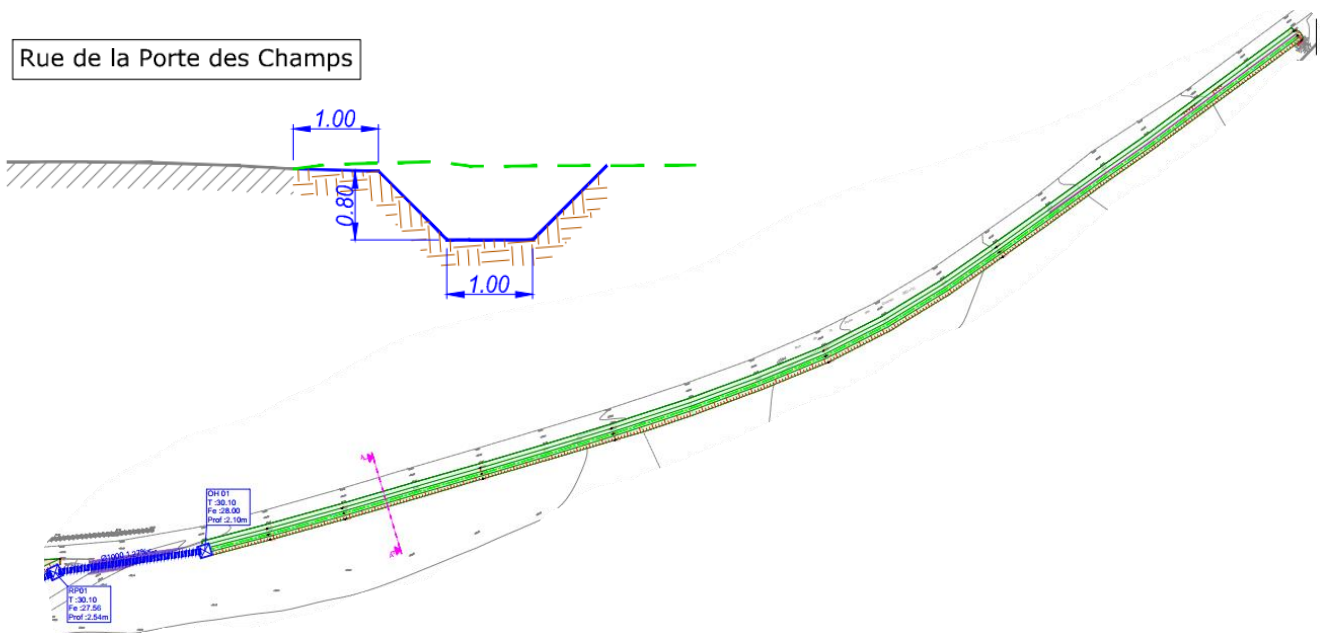 Rue de la Porte des Champs
1.00
0.80
1.00
OH 01
T :30.10
Fe :28.00
Prof :2.10m
RP01
T :30.10
Fe :27.56
Prof :2.54m